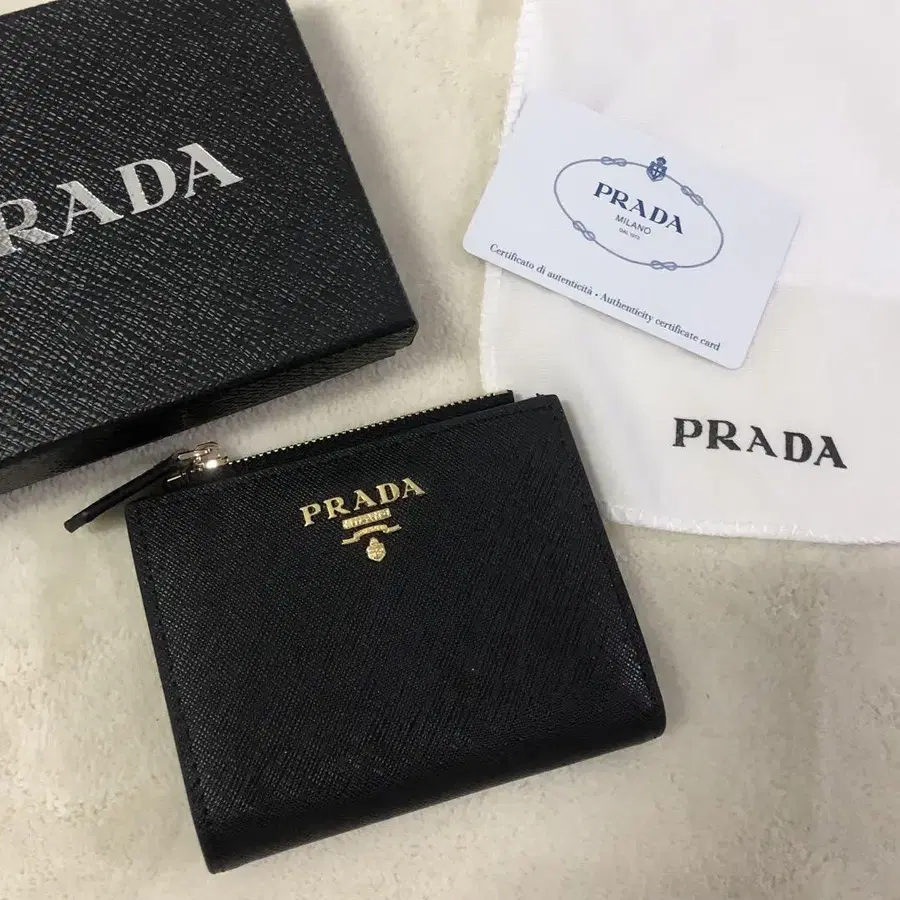 PRADA
PRADA
MILANO
DAL 1913
Certificato di autenticità • Authenticity certificate card
PRADA
PRADA
MILANO